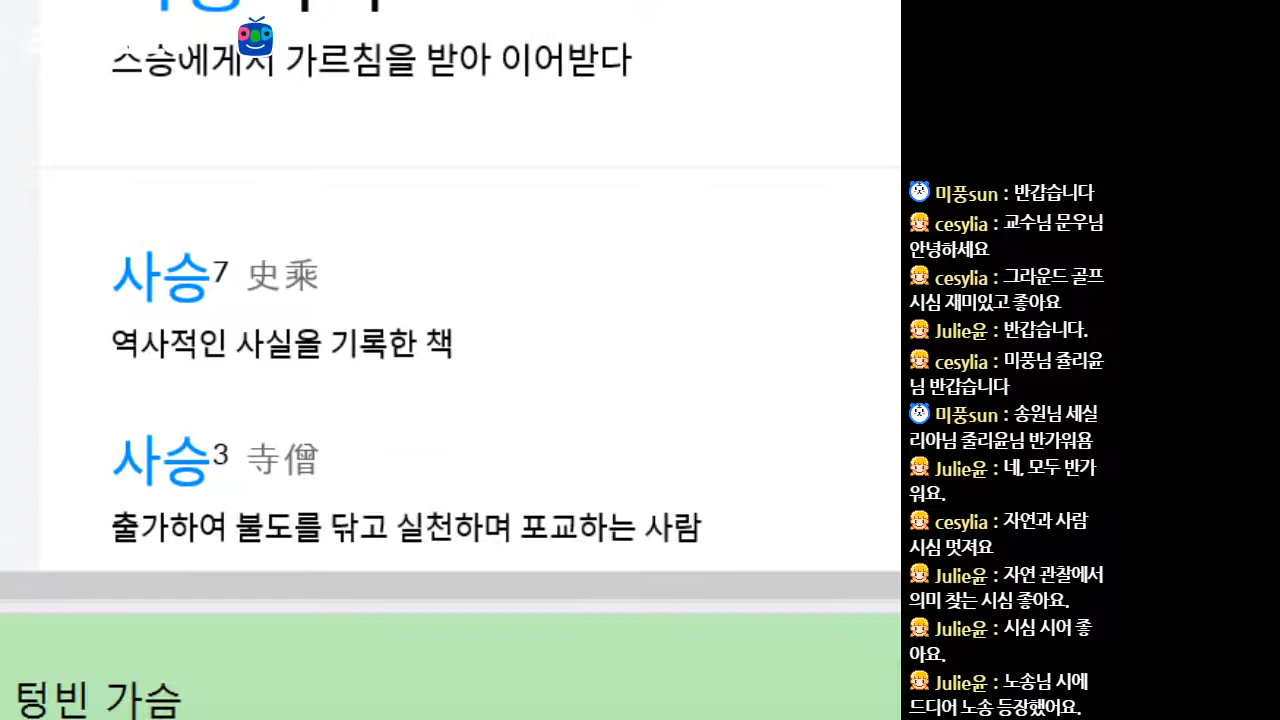 스승에게서 가르침을 받아 이어받다
사승7 史乘
역사적인 사실을 기록한 책
사승3 寺僧
출가하여 불도를 닦고 실천하며 포교하는 사람
텅빈 가슴
미풍sun : 반갑습니다
cesylia : 교수님 문우님
안녕하세요
cesylia : 그라운드 골프
시심 재미있고 좋아요
Julie윤 : 반갑습니다.
cesylia : 미풍님 쥴리윤
님 반갑습니다
미풍sun : 송원님 세실
리아님 줄리윤님 반가워욤
Julie윤 : 네, 모두 반가
워요.
cesylia : 자연과 사람
시심 멋져요
Julie윤 : 자연 관찰에서
의미 찾는 시심 좋아요.
Julie윤 : 시심 시어 좋
아요.
Julie윤 : 노송님 시에
드디어 노송 등장했어요.